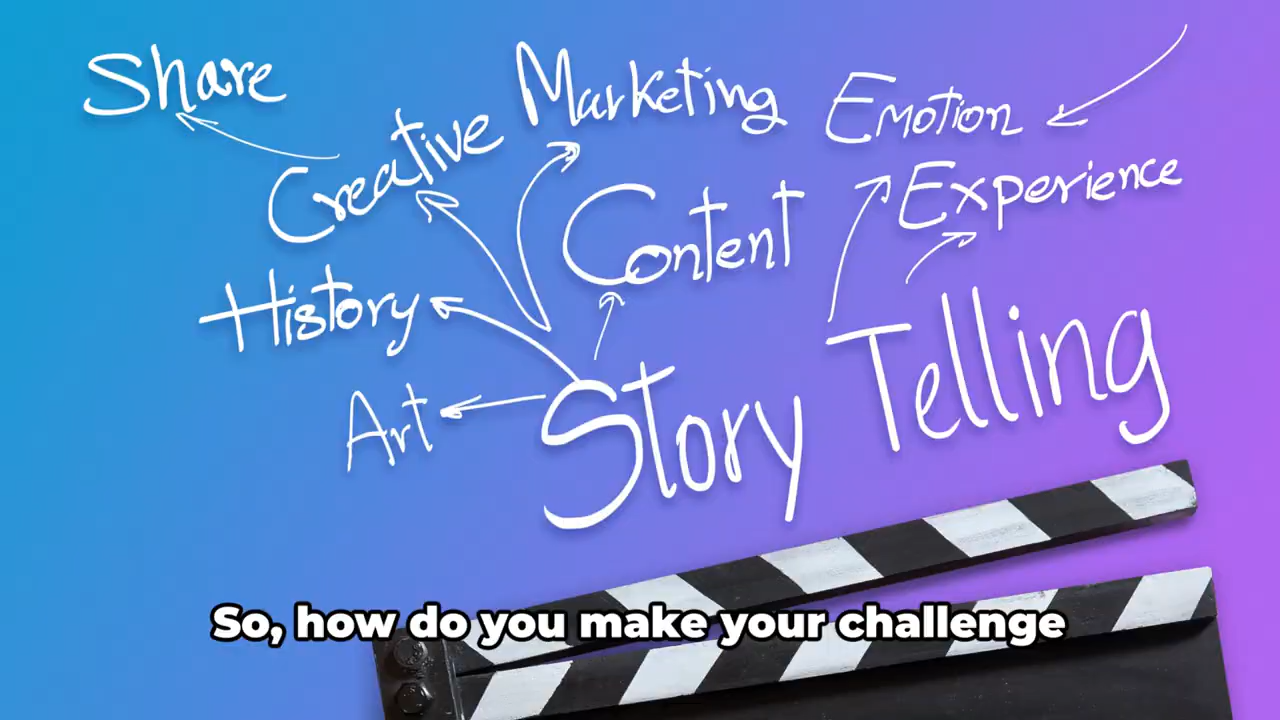 Share
Creative
Marketing
Emotion
Experience
Content
History
Art
Story Telling
So, how do you make your challenge